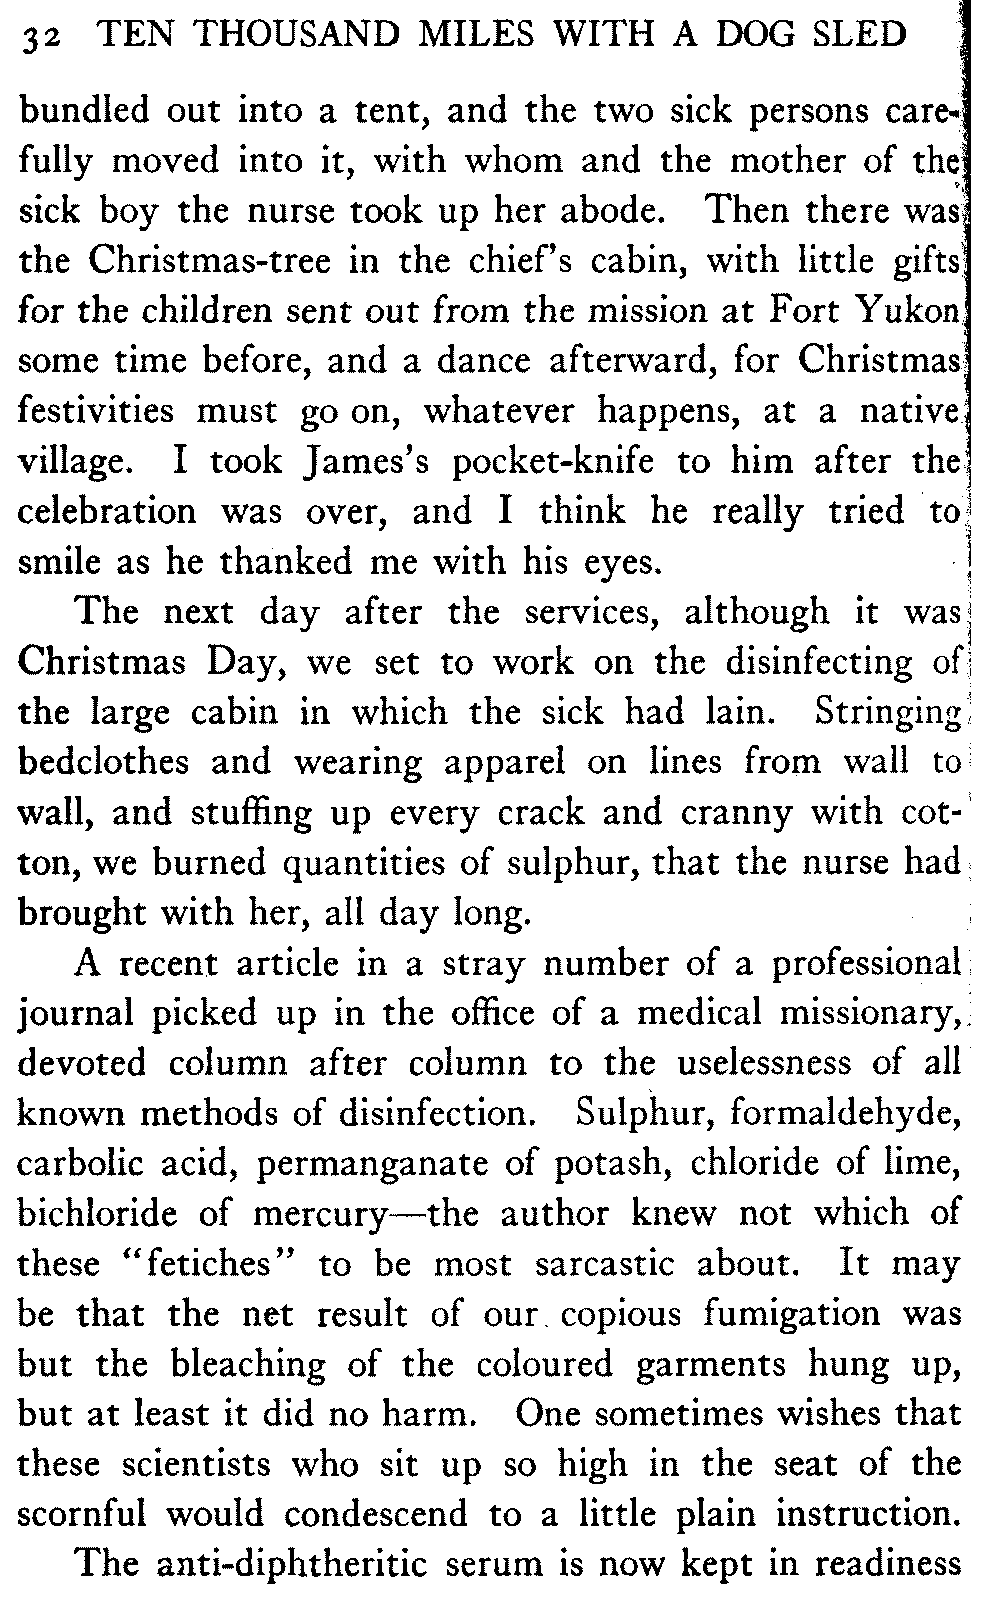 32 TEN THOUSAND MILES WITH A DOG SLED
bundled out into a tent, and the two sick persons care-
fully moved into it, with whom and the mother of the
sick boy the nurse took up her abode. Then there was
the Christmas-tree in the chief's cabin, with little gifts
for the children sent out from the mission at Fort Yukon
some time before, and a dance afterward, for Christmas
festivities must go on, whatever happens, at a native
village. I took James's pocket-knife to him after the
celebration was over, and I think he really tried to
smile as he thanked me with his eyes.
The next day after the services, although it was
Christmas Day, we set to work on the disinfecting of
the large cabin in which the sick had lain. Stringing
bedclothes and wearing apparel on lines from wall to
wall, and stuffing up every crack and cranny with cot-
ton, we burned quantities of sulphur, that the nurse had
brought with her, all day long.
A recent article in a stray number of a professional
journal picked up in the office of a medical missionary,
devoted column after column to the uselessness of all
known methods of disinfection. Sulphur, formaldehyde,
carbolic acid, permanganate of potash, chloride of lime,
bichloride of mercury—the author knew not which of
these "fetiches" to be most sarcastic about. It may
be that the net result of our copious fumigation was
but the bleaching of the coloured garments hung up,
but at least it did no harm. One sometimes wishes that
these scientists who sit up so high in the seat of the
scornful would condescend to a little plain instruction.
The anti-diphtheritic serum is now kept in readiness